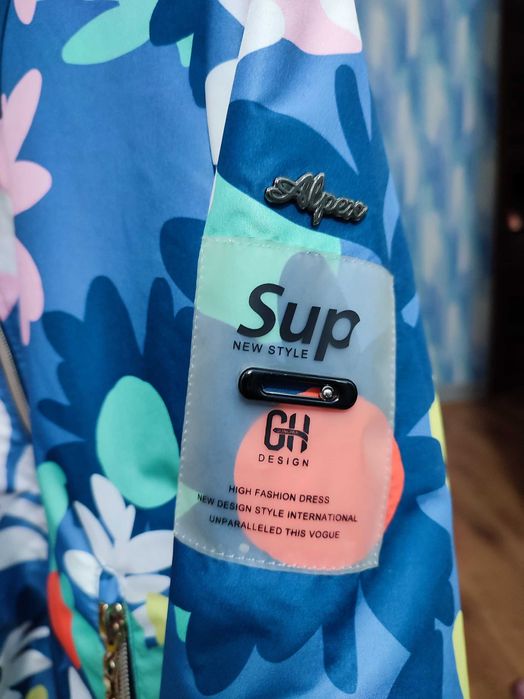 Alpen
Sup
NEW STYLE
GH
DESIGN
HIGH FASHION DRESS
NEW DESIGN STYLE INTERNATIONAL
UNPARALLELED THIS VOGUE